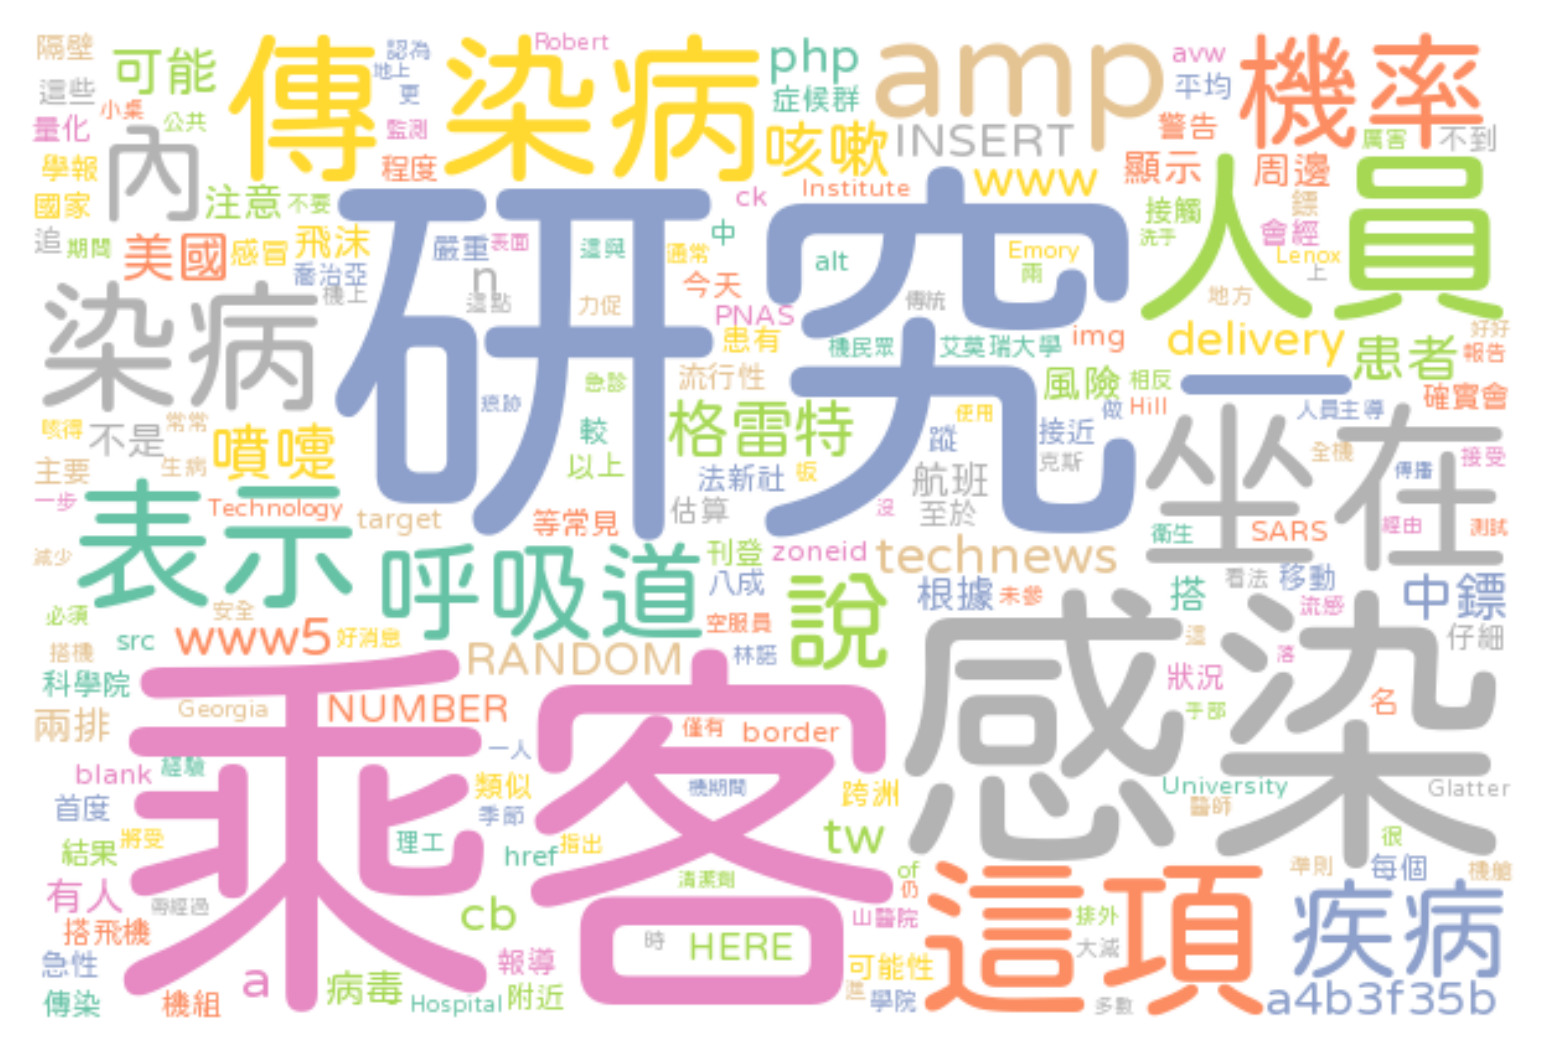 隔壁
可能
傳染病
認為
地上
更
Robert
php
amp
avw
機率
這些
小桌
公共
量化
監測
症候群
平均
咳嗽
INSERT
警告
厲害
不到
學報
內
程度
ck
Institute
www
顯示
周邊
人員
國家
注意
不要
研究
接觸
鏢
追
期間
美國
感冒
飛沫
嚴重
表面
這與
通常
中
alt
Emory
雨
洗手
會經
Lenox
上
喬治亞
機上
n
這點
力促
今天
傳統
地方
染病
PNAS
患有
機民眾
艾莫瑞大學
img
delivery
患者
好好
報告
流行性
急診
痕跡
風險
相反
一
確實會
咳得
常常
不是
噴嚏
較
格雷特
使用
做
Hill
人員主導
蹤
接近
克斯
坐在
全機
傳播
接受
主要
生病
以上
法新社
板
航班
一步
表示
Technology
target
等常見
估算
沒
至於
衛生
SARS
經由
測試
減少
呼吸道
刊登
zoneid
technews
看法
移動
八成
說
根據
未參
搭
流感
中鏢
必須
安全
src
www5
好消息
空服員
感染
這
仔細
搭機
RANDOM
林諾
落
科學院
乘客
狀況
Georgia
NUMBER
手部
名
兩排
一人
僅有
border
blank
經驗
類似
機期間
跨洲
University
Glatter
首度
季節
醫師
理工
href
指出
tw
很
結果
將受
清潔劑
of
仍
這項
準則
每個
機艙
有人
帶經過
cb
山醫院
排外
疾病
搭飛機
時
HERE
大減
急性
a
病毒
報導
可能性
進
傳染
機組
Hospital
附近
學院
多數
a4b3f35b